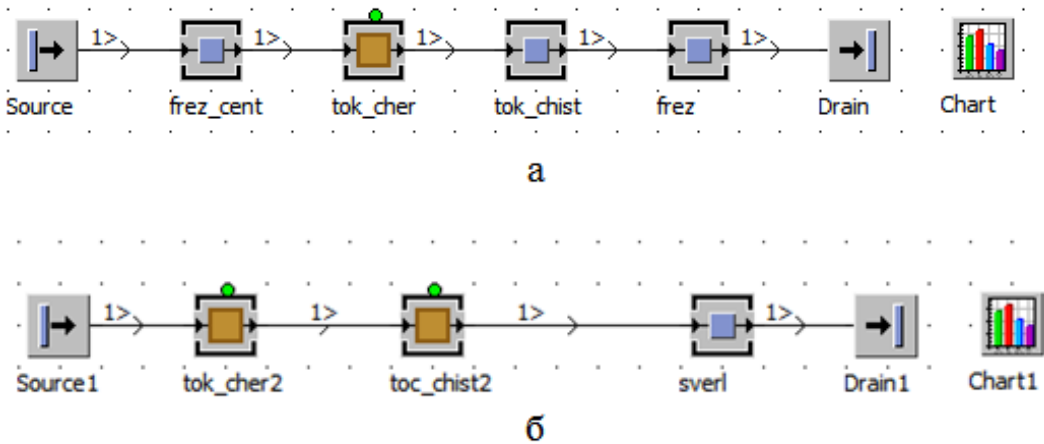 1> 1> 1> 1> 1>
Source frez_cent tok_cher tok_chist frez Drain Chart
а
1> 1> 1> 1>
Source1 tok_cher2 toc_chist2 sverl Drain1 Chart1
б